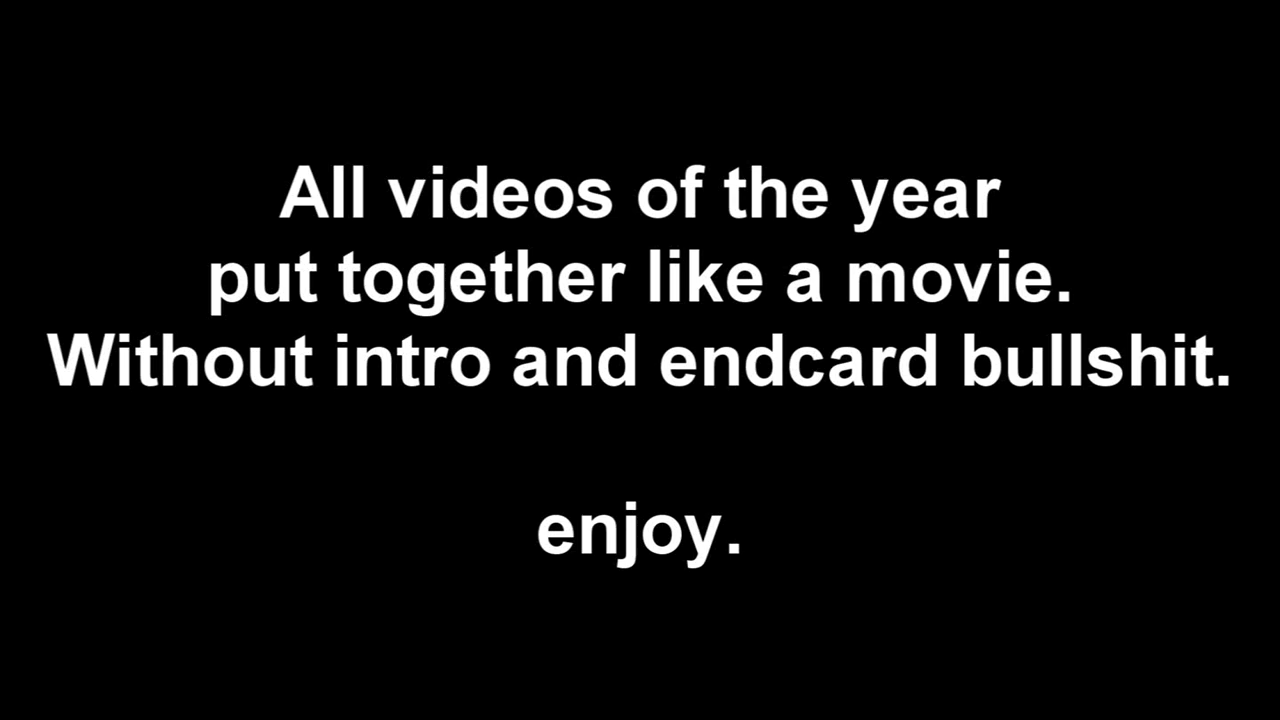 All videos of the year
put together like a movie.
Without intro and endcard bullshit.
enjoy.